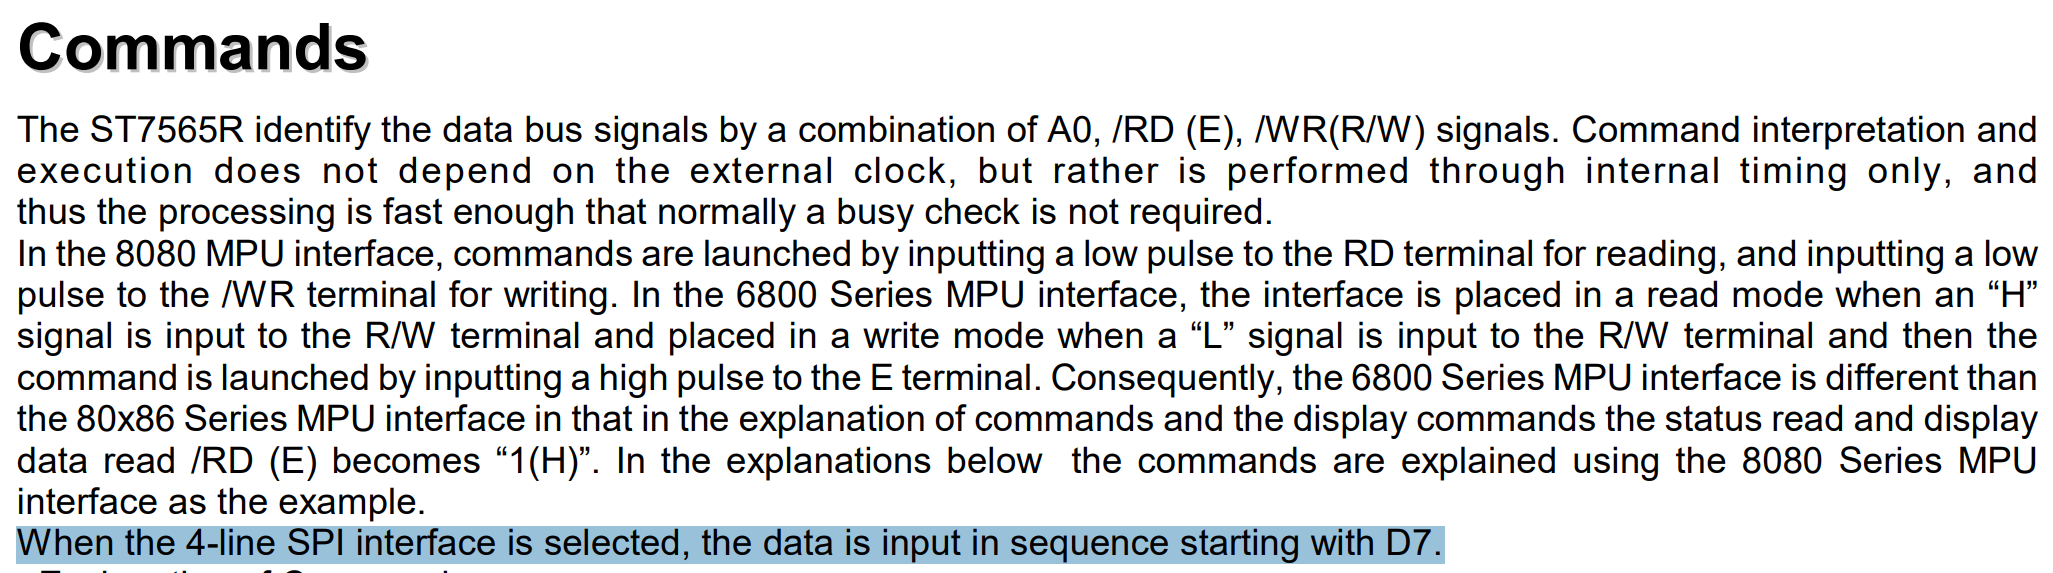 Commands
The ST7565R identify the data bus signals by a combination of A0, /RD (E), /WR(R/W) signals. Command interpretation and
execution does not depend on the external clock, but rather is performed through internal timing only, and
thus the processing is fast enough that normally a busy check is not required.
In the 8080 MPU interface, commands are launched by inputting a low pulse to the RD terminal for reading, and inputting a low
pulse to the /WR terminal for writing. In the 6800 Series MPU interface, the interface is placed in a read mode when an “H”
signal is input to the R/W terminal and placed in a write mode when a “L” signal is input to the R/W terminal and then the
command is launched by inputting a high pulse to the E terminal. Consequently, the 6800 Series MPU interface is different than
the 80x86 Series MPU interface in that in the explanation of commands and the display commands the status read and display
data read /RD (E) becomes “1(H)”. In the explanations below the commands are explained using the 8080 Series MPU
interface as the example.
When the 4-line SPI interface is selected, the data is input in sequence starting with D7.